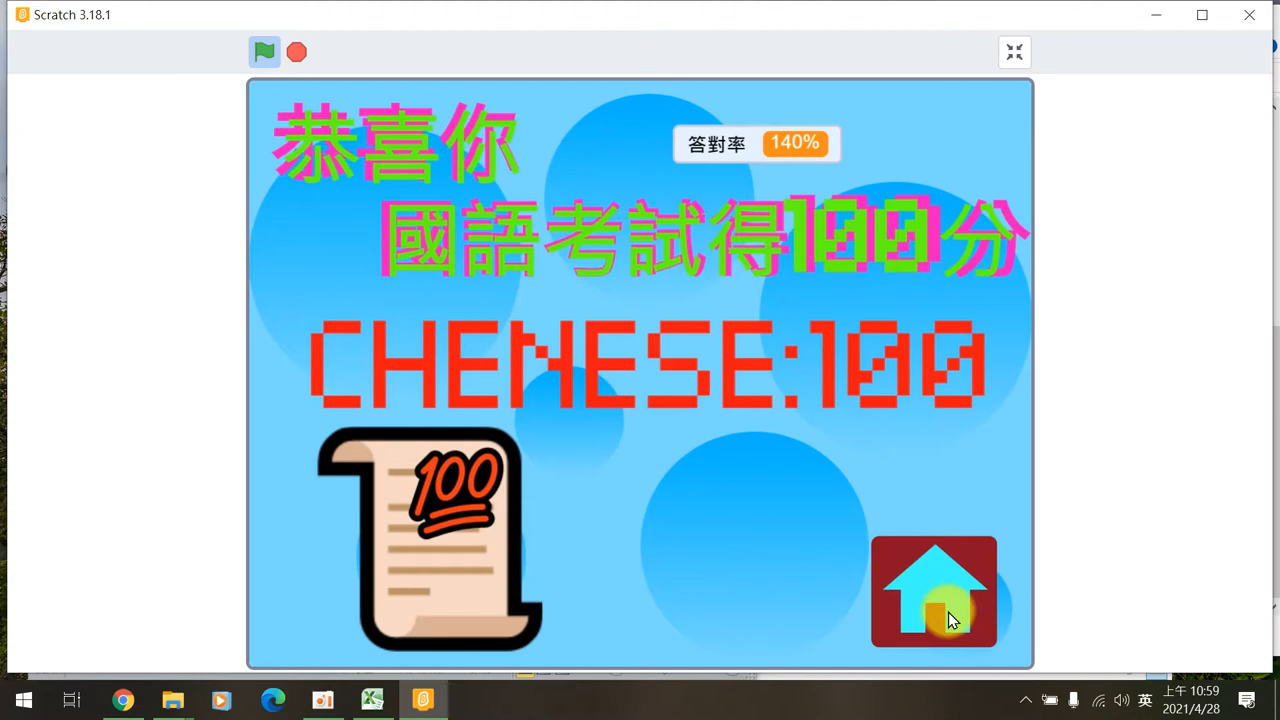 Scratch 3.18.1
恭喜你
答對率 140%
國語考試得100分
CHENESE:100
100
英
上午 10:59
2021/4/28